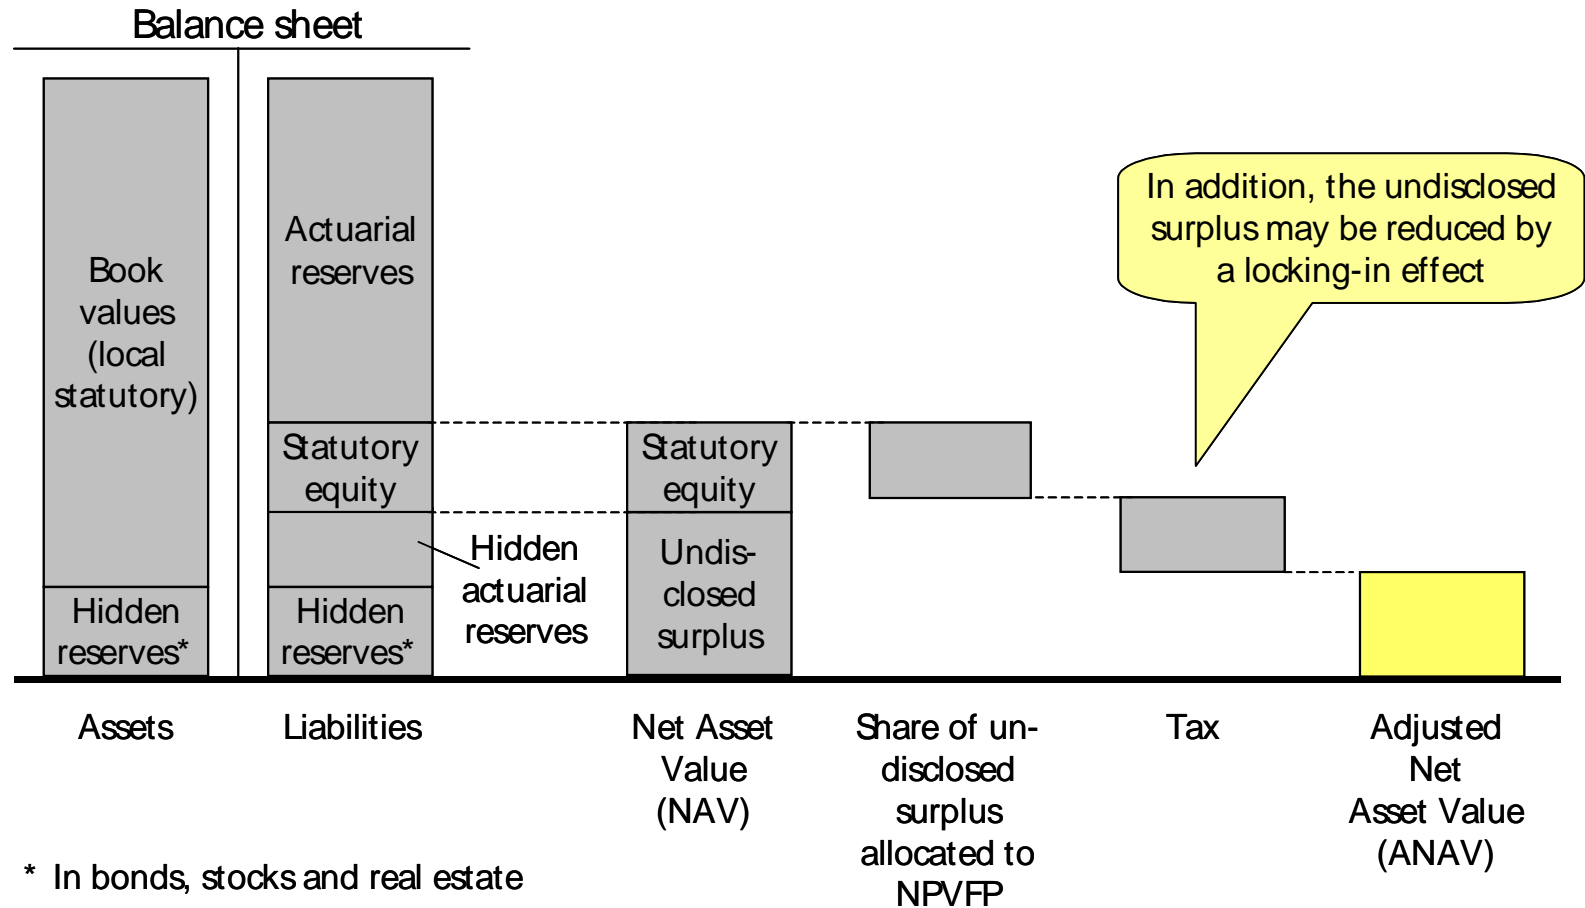 Balance sheet
Book
values
(local
statutory)
Hidden
reserves*
Actuarial
reserves
Statutory
equity
Hidden
reserves*
Hidden
actuarial
reserves
Statutory
equity
Undis-
closed
surplus
In addition, the undisclosed
surplus may be reduced by
a locking-in effect
Assets
Liabilities
Net Asset
Value
(NAV)
Share of un-
disclosed
surplus
allocated to
NPVFP
Tax
Adjusted
Net
Asset Value
(ANAV)
* In bonds, stocks and real estate